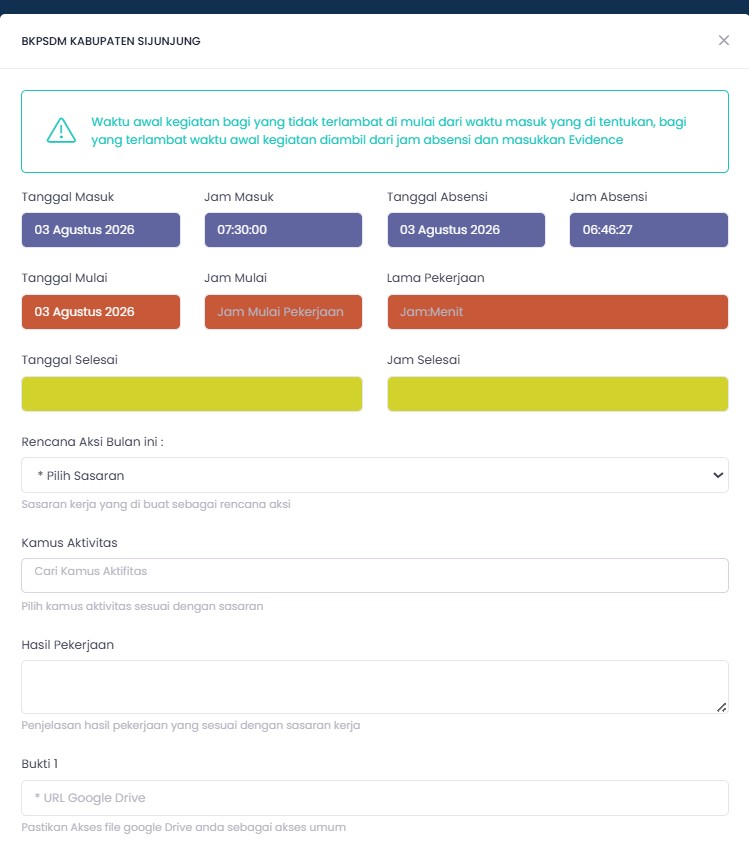 BKPSDM KABUPATEN SIJUNJUNG
Waktu awal kegiatan bagi yang tidak terlambat di mulai dari waktu masuk yang di tentukan, bagi
yang terlambat waktu awal kegiatan diambil dari jam absensi dan masukkan Evidence
Tanggal Masuk Jam Masuk Tanggal Absensi Jam Absensi
03 Agustus 2026 07:30:00 03 Agustus 2026 06:46:27
Tanggal Mulai Jam Mulai Lama Pekerjaan
03 Agustus 2026 Jam Mulai Pekerjaan Jam:Menit
Tanggal Selesai Jam Selesai
Rencana Aksi Bulan ini :
* Pilih Sasaran
Sasaran kerja yang di buat sebagai rencana aksi
Kamus Aktivitas
Cari Kamus Aktifitas
Pilih kamus aktivitas sesuai dengan sasaran
Hasil Pekerjaan
Penjelasan hasil pekerjaan yang sesuai dengan sasaran kerja
Bukti 1
* URL Google Drive
Pastikan Akses file google Drive anda sebagai akses umum